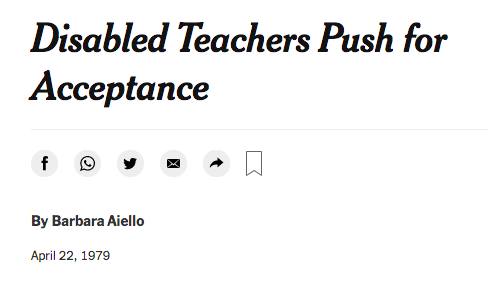 Disabled Teachers Push for
Acceptance
By Barbara Aiello
April 22, 1979